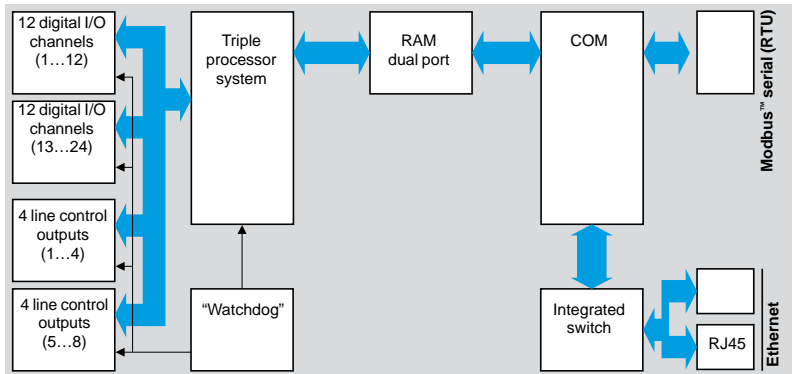 12 digital I/O
channels
(1…12)
12 digital I/O
channels
(13…24)
4 line control
outputs
(1…4)
4 line control
outputs
(5…8)
Triple
processor
system
"Watchdog"
RAM
dual port
COM
Integrated
switch
RJ45
Modbus™ serial (RTU)
Ethernet